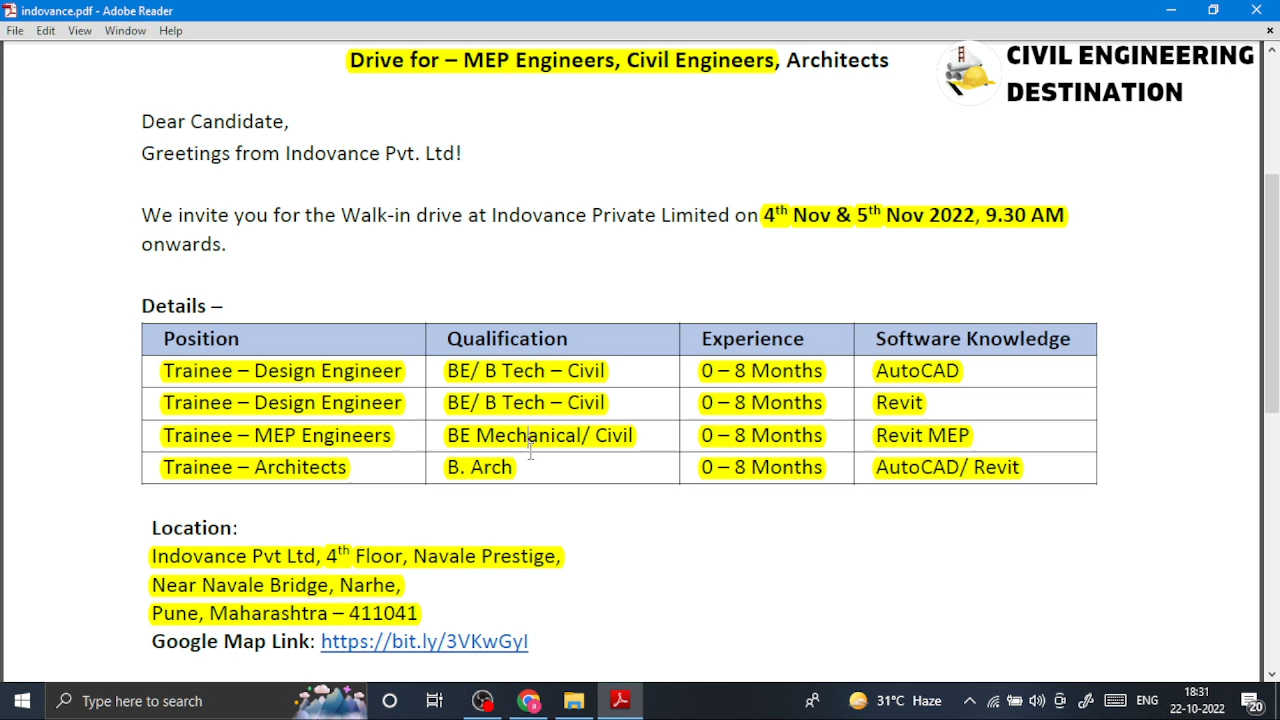 indovance.pdf - Adobe Reader
File Edit View Window Help
Drive for – MEP Engineers, Civil Engineers, Architects
CIVIL ENGINEERING
DESTINATION
Dear Candidate,
Greetings from Indovance Pvt. Ltd!
We invite you for the Walk-in drive at Indovance Private Limited on 4th Nov & 5th Nov 2022, 9.30 AM
onwards.
Details –
Position Qualification Experience Software Knowledge
Trainee – Design Engineer BE/ B Tech – Civil 0 – 8 Months AutoCAD
Trainee – Design Engineer BE/ B Tech – Civil 0 – 8 Months Revit
Trainee – MEP Engineers BE Mechanical/ Civil 0 – 8 Months Revit MEP
Trainee – Architects B. Arch 0 – 8 Months AutoCAD/ Revit
Location:
Indovance Pvt Ltd, 4th Floor, Navale Prestige,
Near Navale Bridge, Narhe,
Pune, Maharashtra – 411041
Google Map Link: https://bit.ly/3VKwGyI
Type here to search 31°C Haze ENG 18:31
22-10-2022 20